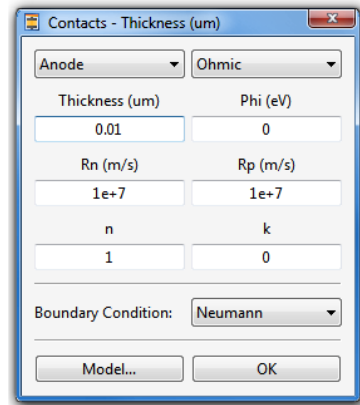 Contacts - Thickness (um)
Anode Ohmic
Thickness (um) Phi (eV)
0.01 0
Rn (m/s) Rp (m/s)
1e+7 1e+7
n k
1 0
Boundary Condition: Neumann
Model... OK